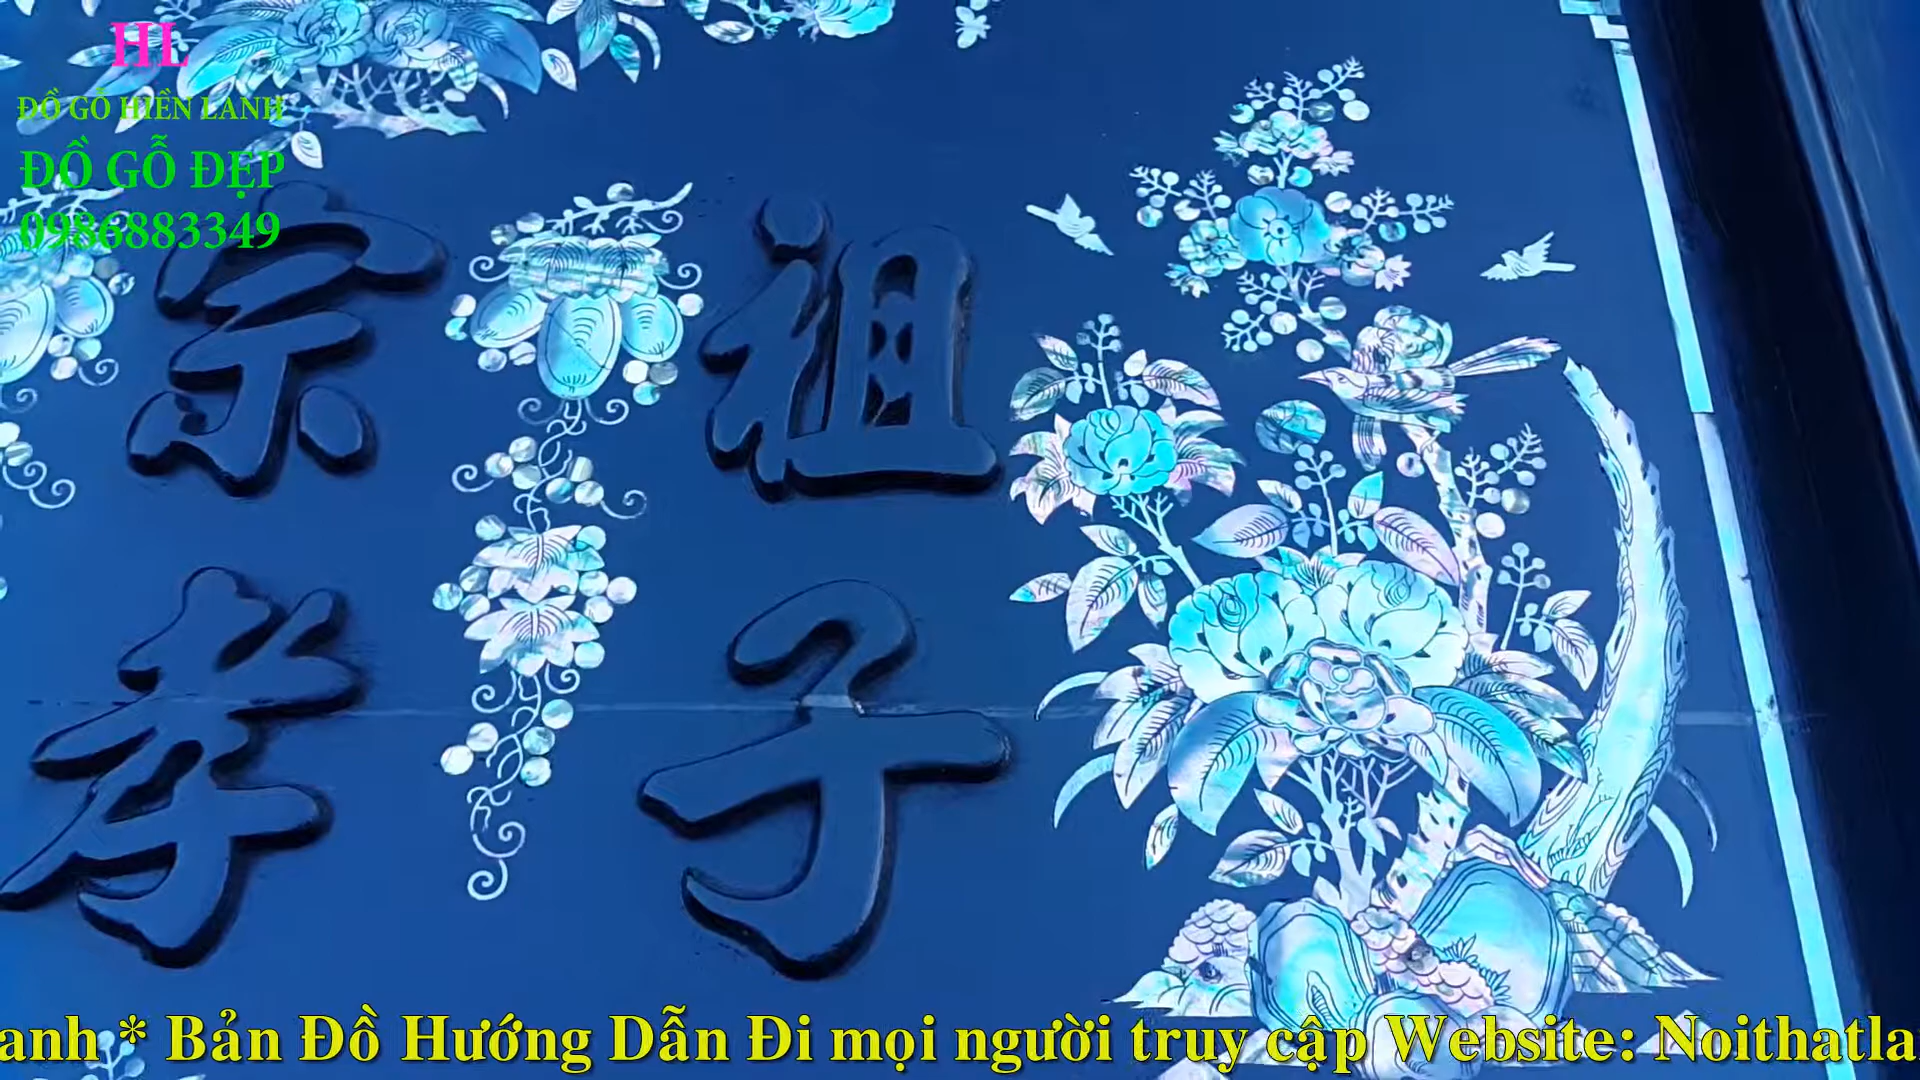 HL
ĐỒ GỖ HIỀN LANH
ĐỒ GỖ ĐẸP
0986883349
宗 祖
孝 子
anh * Bản Đồ Hướng Dẫn Đi mọi người truy cập Website: Noithatla